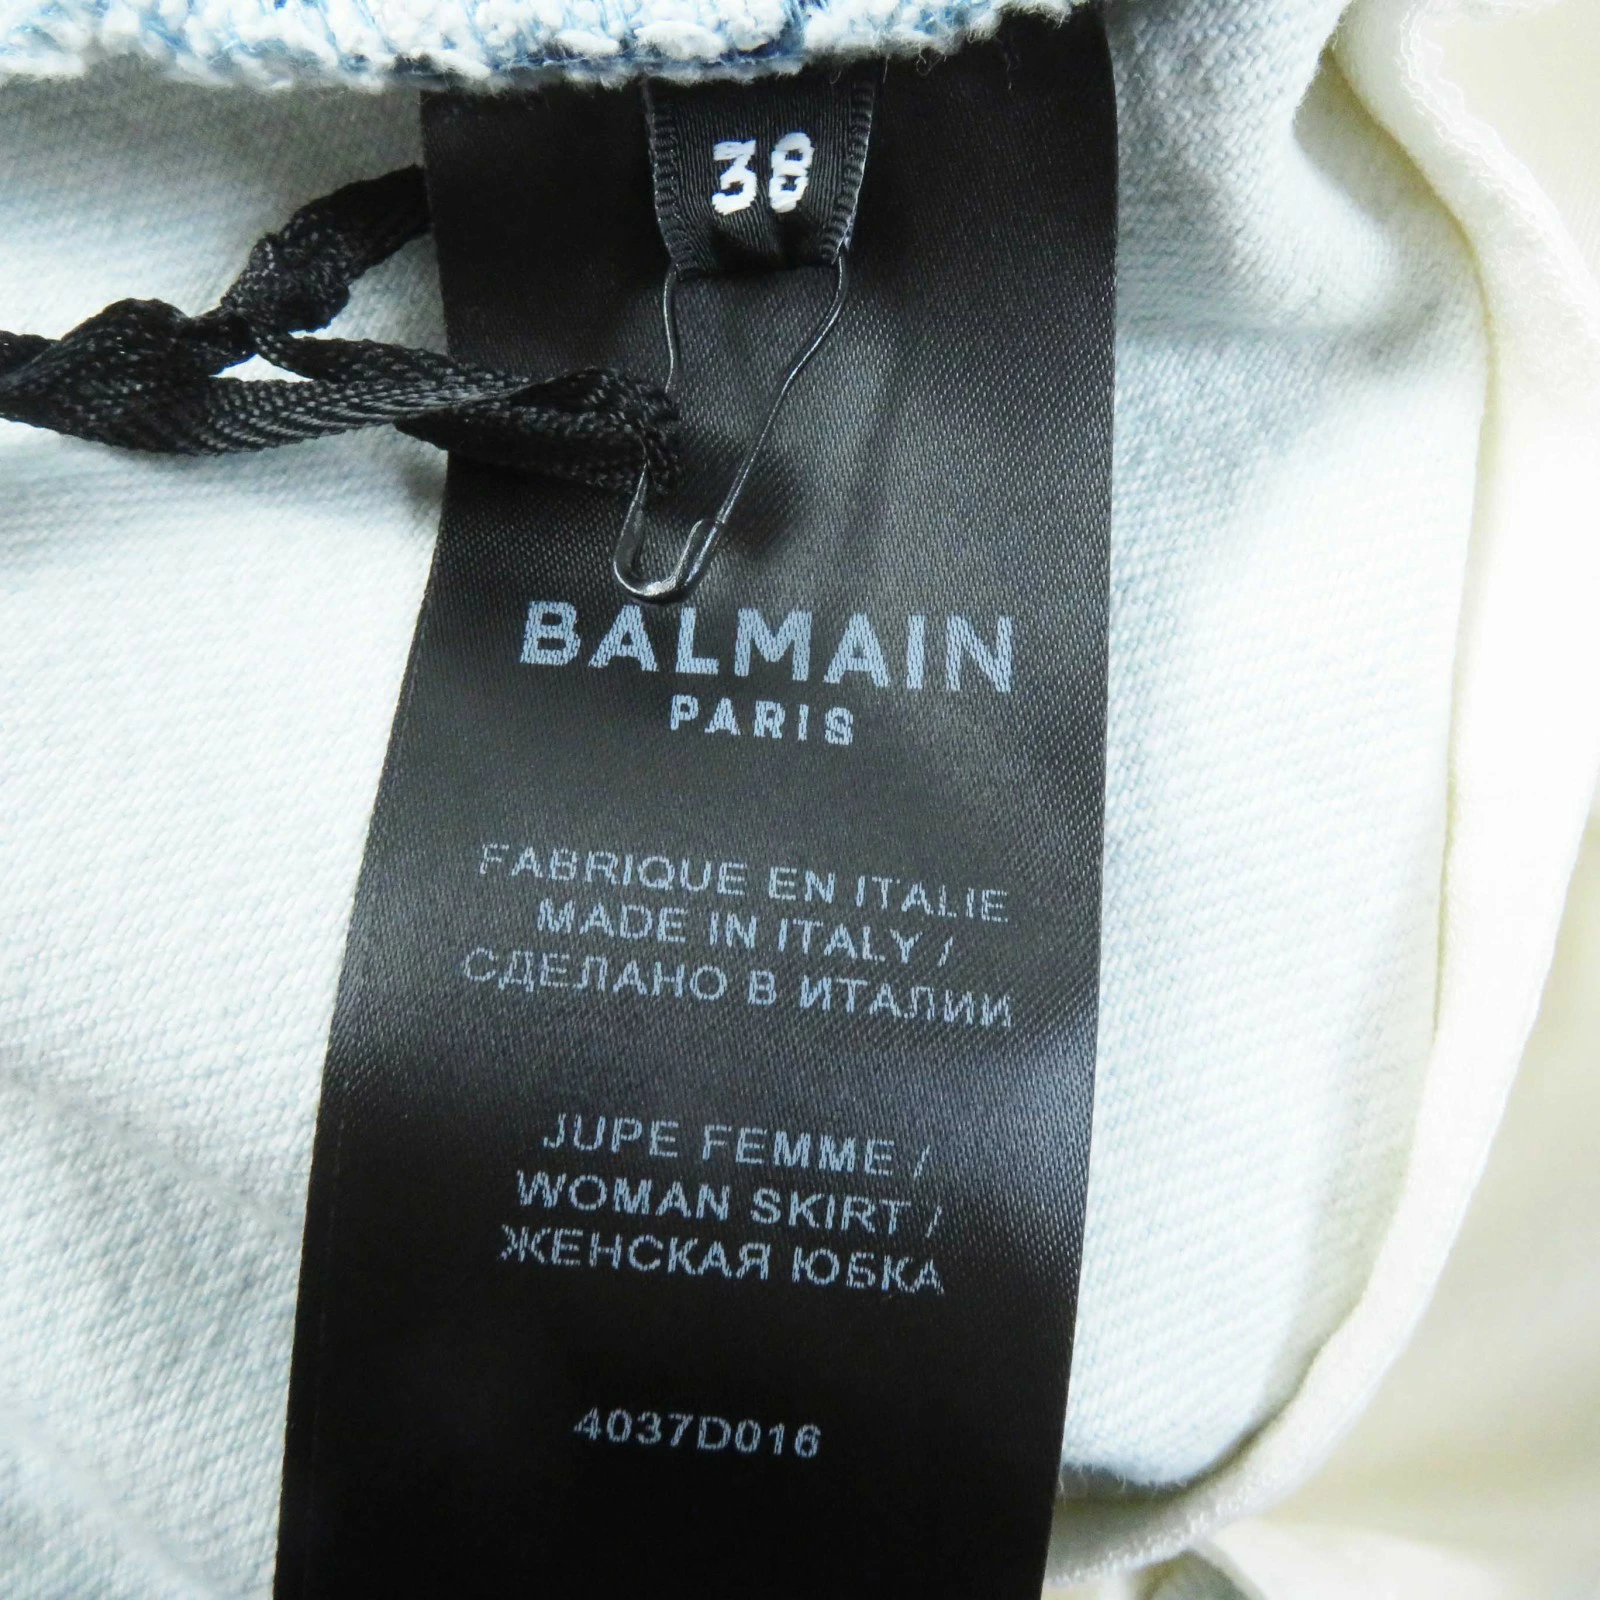 38
BALMAIN
PARIS
FABRIQUE EN ITALIE
MADE IN ITALY /
СДЕЛАНО В ИТАЛИИ
JUPE FEMME /
WOMAN SKIRT /
ЖЕНСКАЯ ЮБКА
4037D016